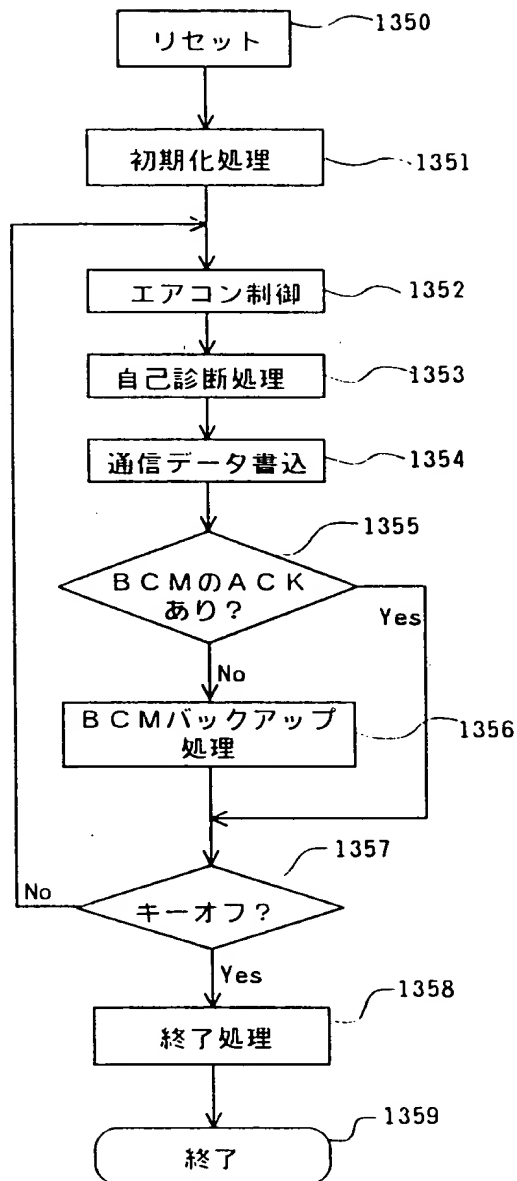 リセット
1350
初期化処理
1351
エアコン制御
1352
自己診断処理
1353
通信データ書込
1354
1355
BCMのACK
あり?
Yes
No
BCMバックアップ
処理
1356
1357
No
キーオフ?
Yes
1358
終了処理
1359
終了